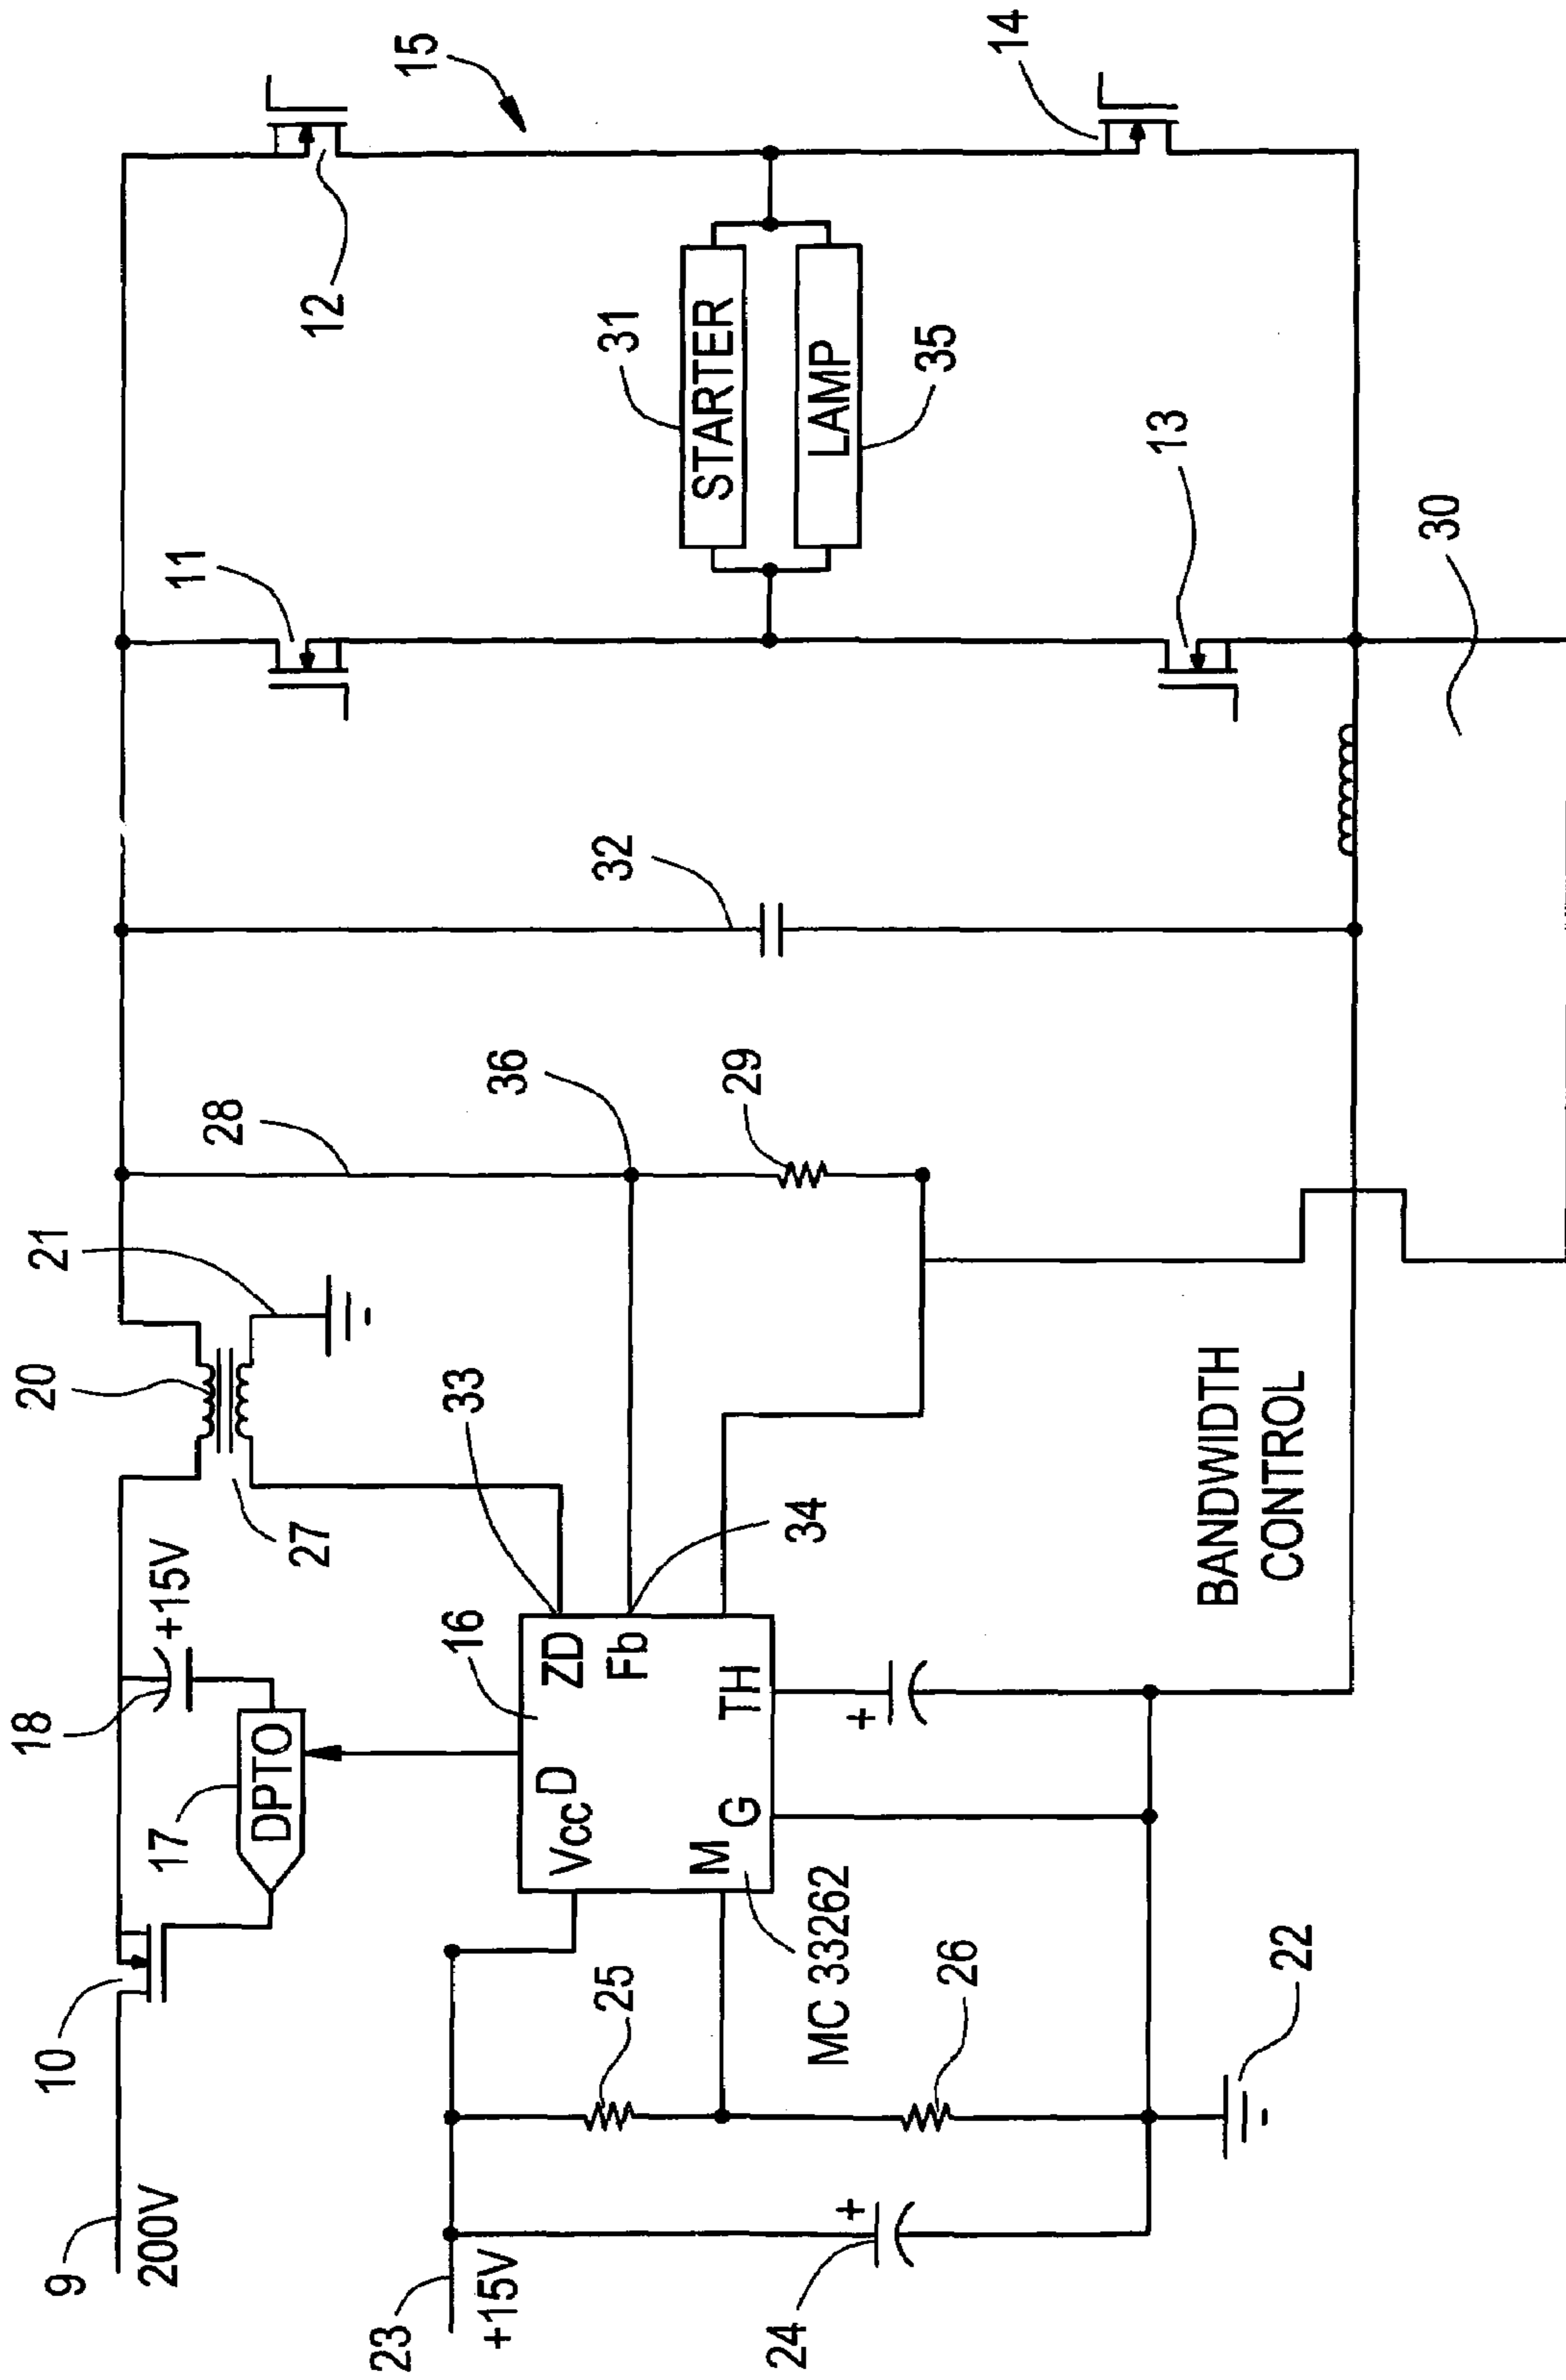 18
20
21
10
9
200V
17
+15V
11
28
DPTO
27
12
23
15
16
33
+15V
36
D
ZD
Vcc
25
Fb
32
31
M
STARTER
G
TH
29
24
34
MC 33262
LAMP
+
+
26
35
14
13
BANDWIDTH
CONTROL
22
30